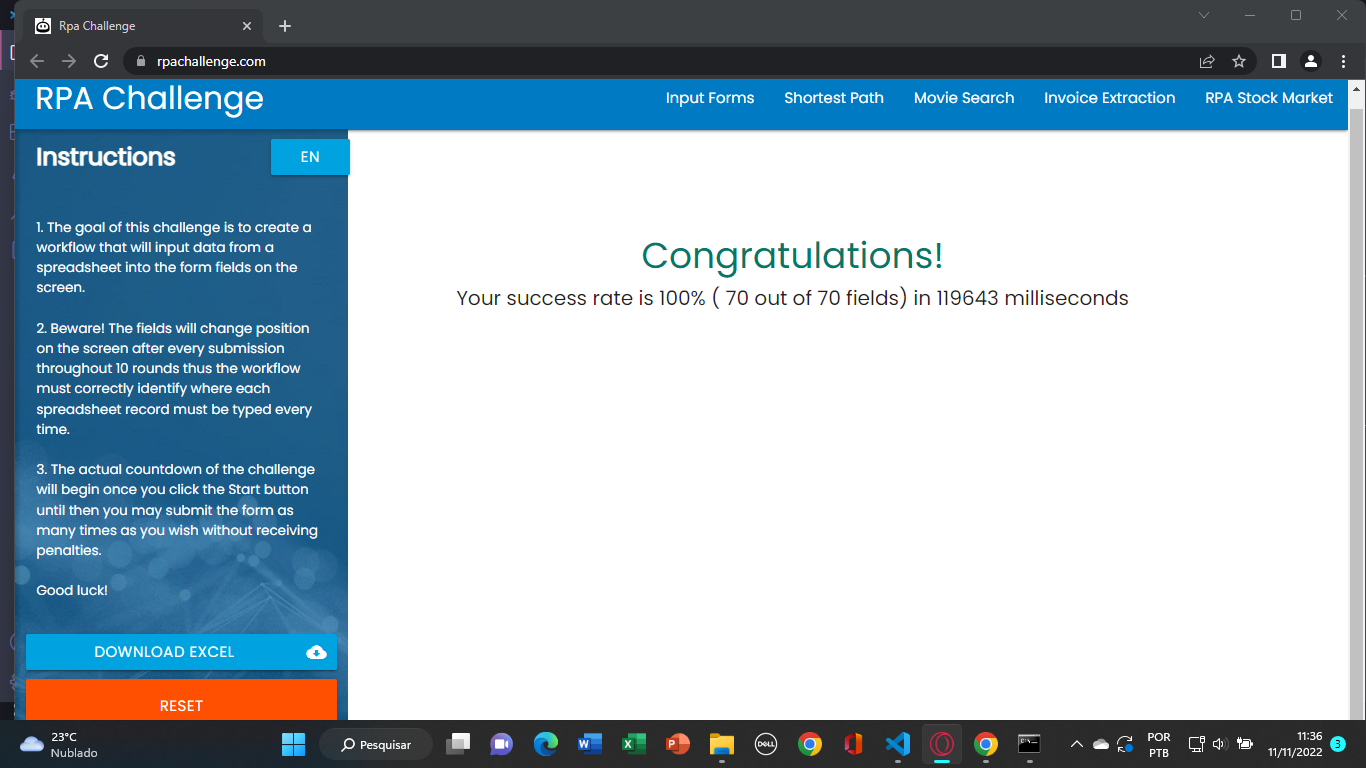 Rpa Challenge
rpachallenge.com
RPA Challenge
Input Forms
Shortest Path
Movie Search
Invoice Extraction
RPA Stock Market
Instructions
EN
1. The goal of this challenge is to create a
workflow that will input data from a
spreadsheet into the form fields on the
screen.
2. Beware! The fields will change position
on the screen after every submission
throughout 10 rounds thus the workflow
must correctly identify where each
spreadsheet record must be typed every
time.
3. The actual countdown of the challenge
will begin once you click the Start button
until then you may submit the form as
many times as you wish without receiving
penalties.
Good luck!
DOWNLOAD EXCEL
RESET
Congratulations!
Your success rate is 100% ( 70 out of 70 fields) in 119643 milliseconds
23°C
Nublado
Pesquisar
DELL
POR
PTB
11:36
11/11/2022
3